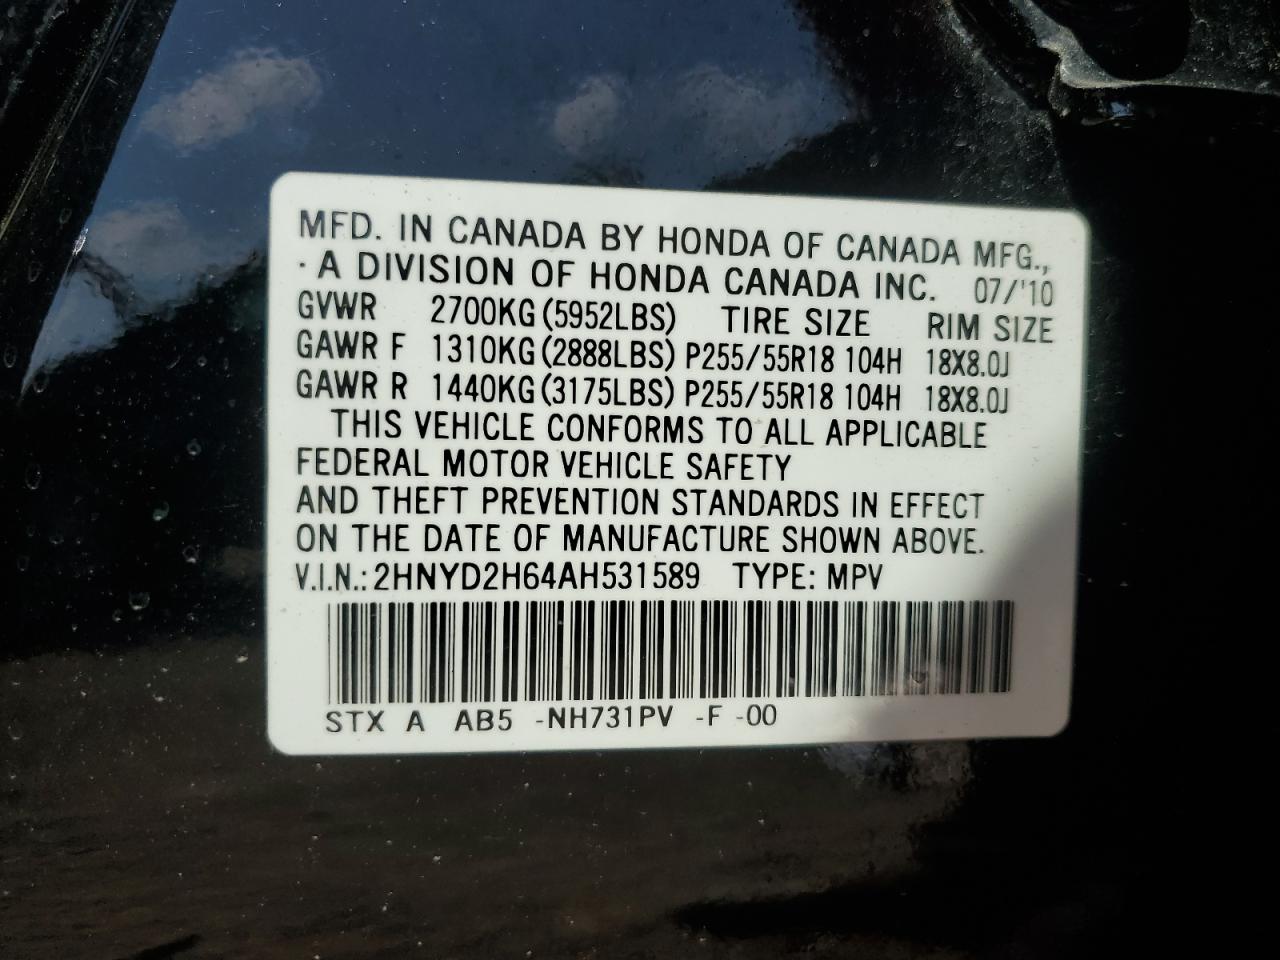 MFD. IN CANADA BY HONDA OF CANADA MFG.,
· A DIVISION OF HONDA CANADA INC. 07/'10
GVWR 2700KG(5952LBS) TIRE SIZE RIM SIZE
GAWR F 1310KG(2888LBS) P255/55R18 104H 18X8.0J
GAWR R 1440KG(3175LBS) P255/55R18 104H 18X8.0J
THIS VEHICLE CONFORMS TO ALL APPLICABLE
FEDERAL MOTOR VEHICLE SAFETY
AND THEFT PREVENTION STANDARDS IN EFFECT
ON THE DATE OF MANUFACTURE SHOWN ABOVE.
V.I.N.: 2HNYD2H64AH531589 TYPE: MPV
STX A AB5 -NH731PV -F -00